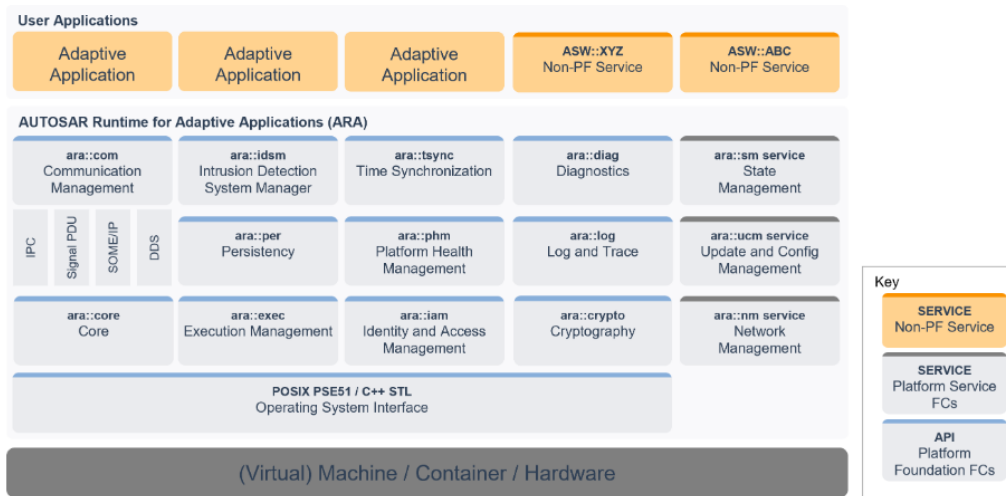 User Applications
Adaptive
Application
Adaptive
Application
Adaptive
Application
ASW::XYZ
Non-PF Service
ASW::ABC
Non-PF Service
AUTOSAR Runtime for Adaptive Applications (ARA)
ara::com
Communication
Management
ara::idsm
Intrusion Detection
System Manager
ara::tsync
Time Synchronization
ara::diag
Diagnostics
ara::sm service
State
Management
IPC
Signal PDU
SOME/IP
DDS
ara::per
Persistency
ara::phm
Platform Health
Management
ara::log
Log and Trace
ara::ucm service
Update and Config
Management
ara::core
Core
ara::exec
Execution Management
ara::iam
Identity and Access
Management
ara::crypto
Cryptography
ara::nm service
Network
Management
POSIX PSE51 / C++ STL
Operating System Interface
(Virtual) Machine / Container / Hardware
Key
SERVICE
Non-PF Service
SERVICE
Platform Service
FCs
API
Platform
Foundation FCs